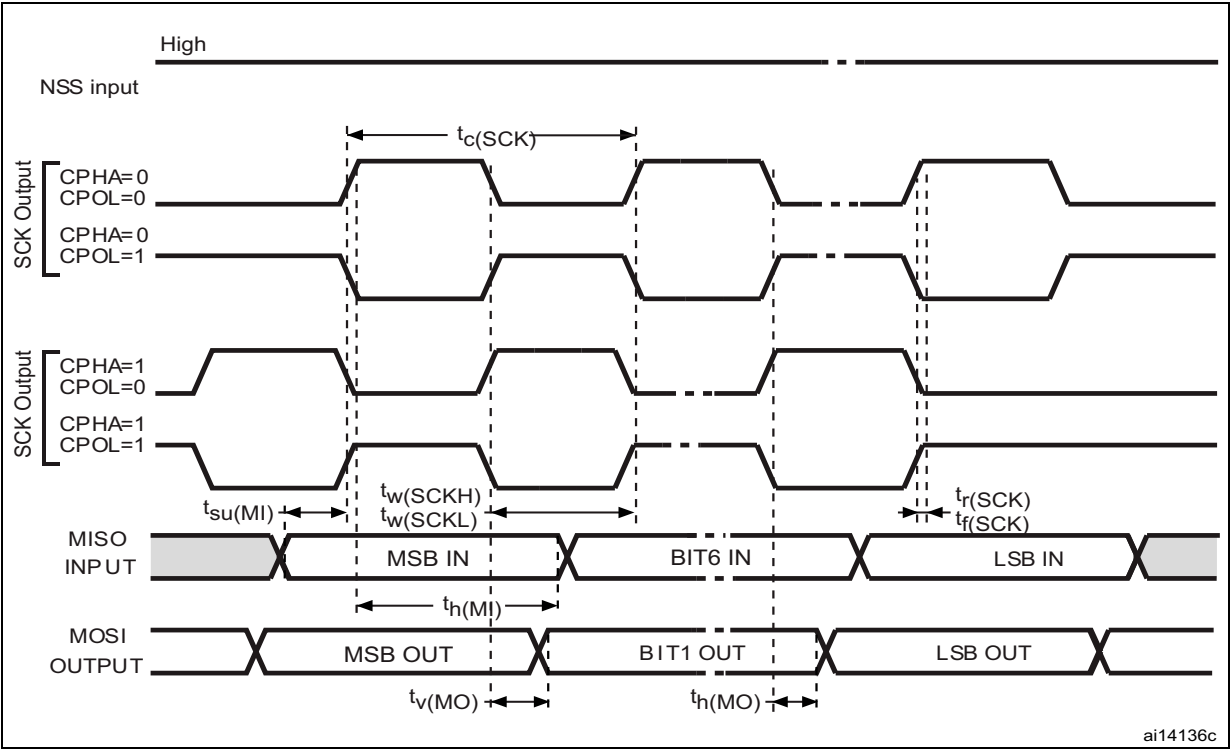 High
NSS input
tc(SCK)
SCK Output
CPHA=0
CPOL=0
CPHA=0
CPOL=1
SCK Output
CPHA=1
CPOL=0
CPHA=1
CPOL=1
tsu(MI)
tw(SCKH)
tw(SCKL)
tr(SCK)
tf(SCK)
MISO
INPUT
MSB IN
BIT6 IN
LSB IN
th(MI)
MOSI
OUTPUT
MSB OUT
BIT1 OUT
LSB OUT
tv(MO)
th(MO)
ai14136c